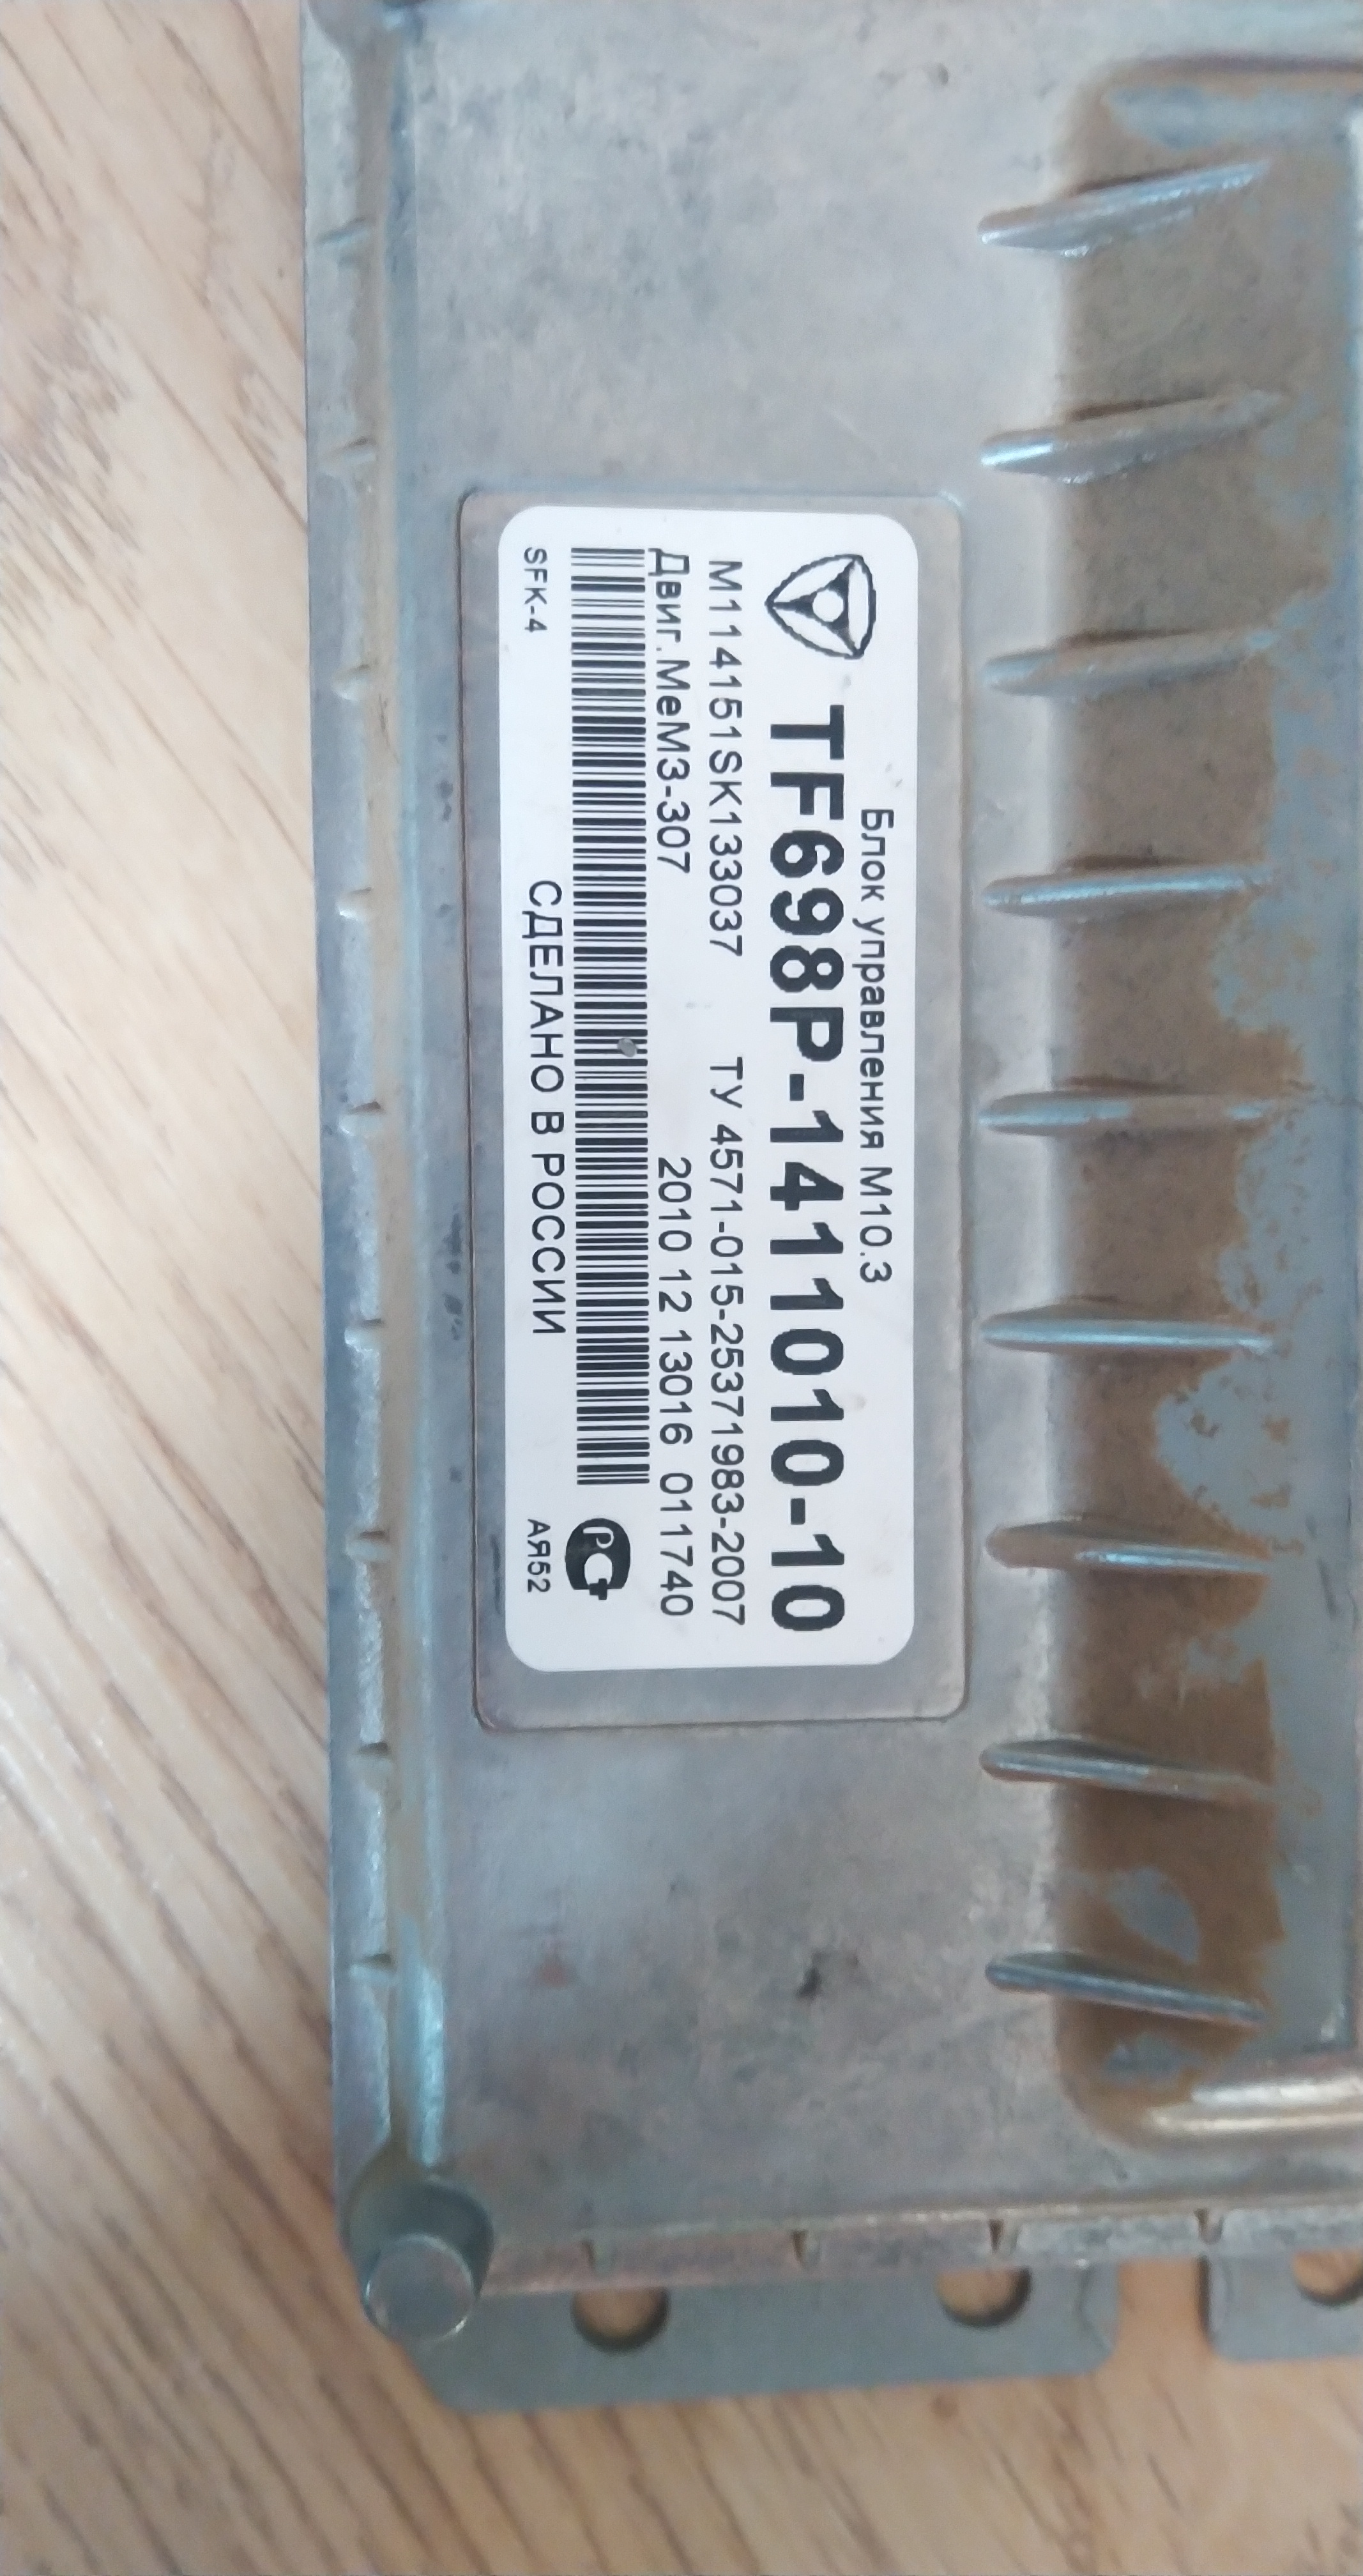 Блок управления М10.3
TF698P-1411010-10
M114151SK133037 ТУ 4571-015-25371983-2007
Двиг.МеМЗ-307 2010 12 13016 011740
SFK-4 СДЕЛАНО В РОССИИ АЯ52